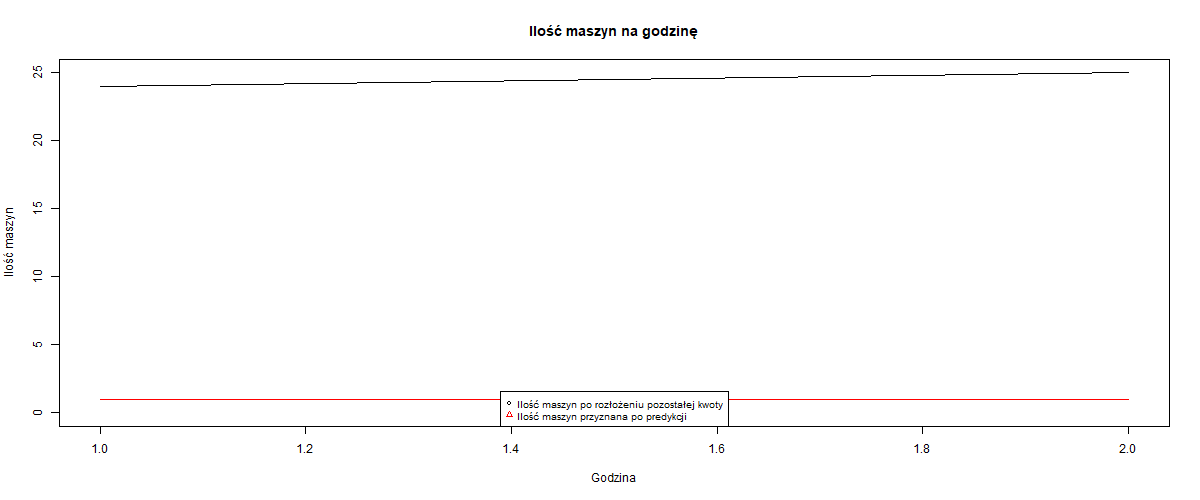 Ilość maszyn na godzinę
Ilość maszyn
25
20
15
10
5
0
Ilość maszyn po rozłożeniu pozostałej kwoty
Ilość maszyn przyznana po predykcji
1.0 1.2 1.4 1.6 1.8 2.0
Godzina